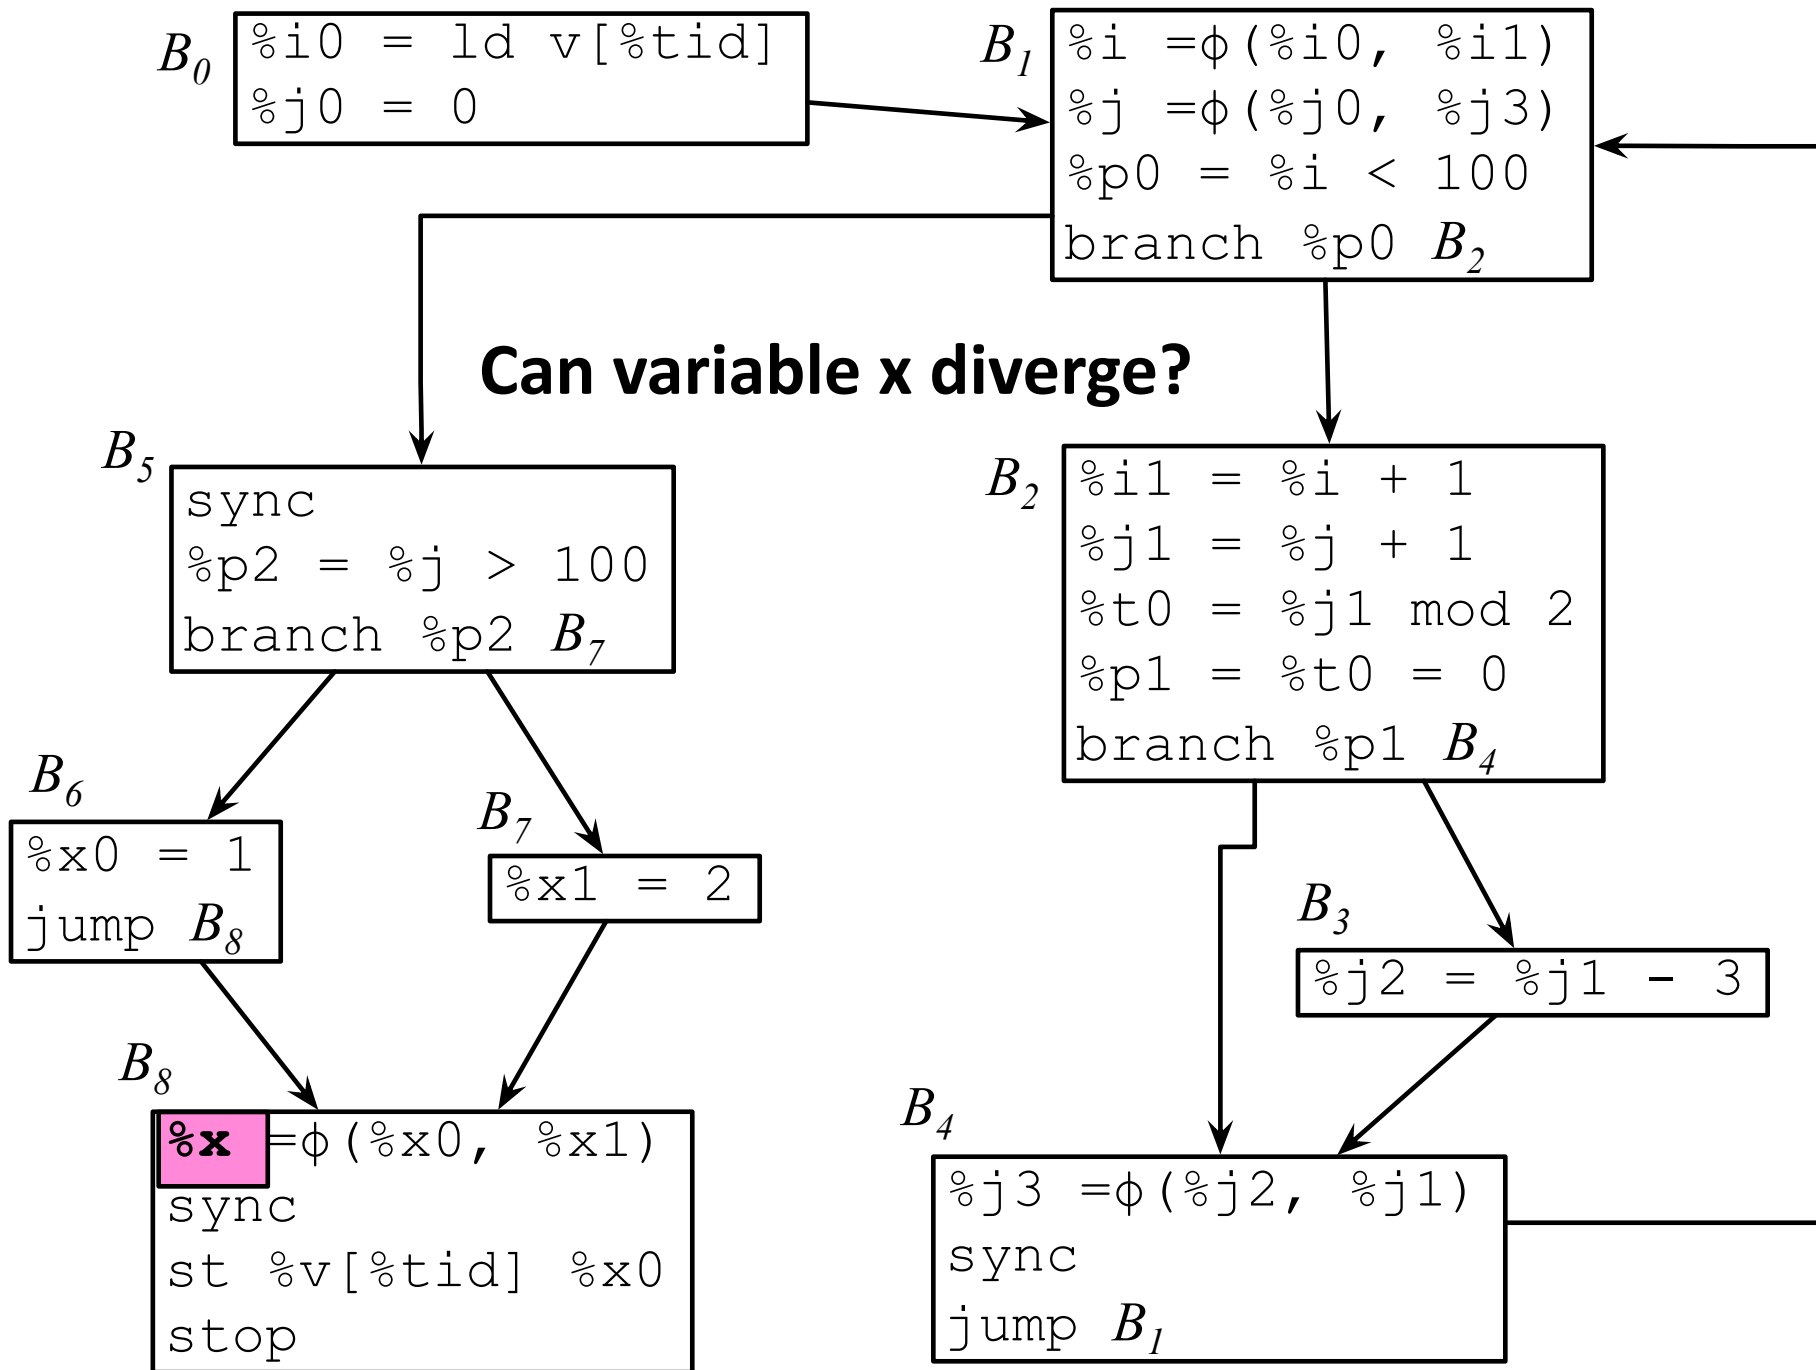 B0
%i0 = ld v[%tid]
%j0 = 0
B1
%i =ϕ(%i0, %i1)
%j =ϕ(%j0, %j3)
%p0 = %i < 100
branch %p0 B2
Can variable x diverge?
B5
sync
%p2 = %j > 100
branch %p2 B7
B2
%i1 = %i + 1
%j1 = %j + 1
%t0 = %j1 mod 2
%p1 = %t0 = 0
branch %p1 B4
B6
%x0 = 1
jump B8
B7
%x1 = 2
B3
%j2 = %j1 - 3
B8
%x =ϕ(%x0, %x1)
sync
st %v[%tid] %x0
stop
B4
%j3 =ϕ(%j2, %j1)
sync
jump B1